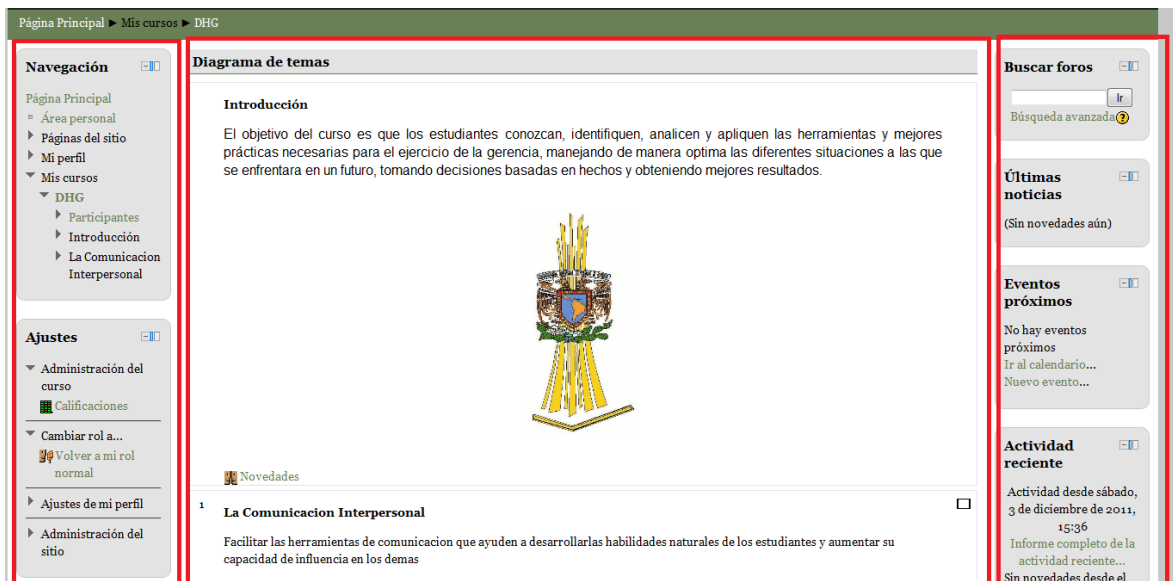 Página Principal ► Mis cursos ► DHG
Navegación
Página Principal
Área personal
Páginas del sitio
Mi perfil
Mis cursos
DHG
Participantes
Introducción
La Comunicacion
Interpersonal
Ajustes
Administración del
curso
Calificaciones
Cambiar rol a...
Volver a mi rol
normal
Ajustes de mi perfil
Administración del
sitio
Diagrama de temas
Introducción
El objetivo del curso es que los estudiantes conozcan, identifiquen, analicen y apliquen las herramientas y mejores
prácticas necesarias para el ejercicio de la gerencia, manejando de manera optima las diferentes situaciones a las que
se enfrentara en un futuro, tomando decisiones basadas en hechos y obteniendo mejores resultados.
Novedades
1
La Comunicacion Interpersonal
Facilitar las herramientas de comunicacion que ayuden a desarrollarlas habilidades naturales de los estudiantes y aumentar su
capacidad de influencia en los demas
Buscar foros
Ir
Búsqueda avanzada
Últimas
noticias
(Sin novedades aún)
Eventos
próximos
No hay eventos
próximos
Ir al calendario...
Nuevo evento...
Actividad
reciente
Actividad desde sábado,
3 de diciembre de 2011,
15:36
Informe completo de la
actividad reciente...
Sin novedades desde el